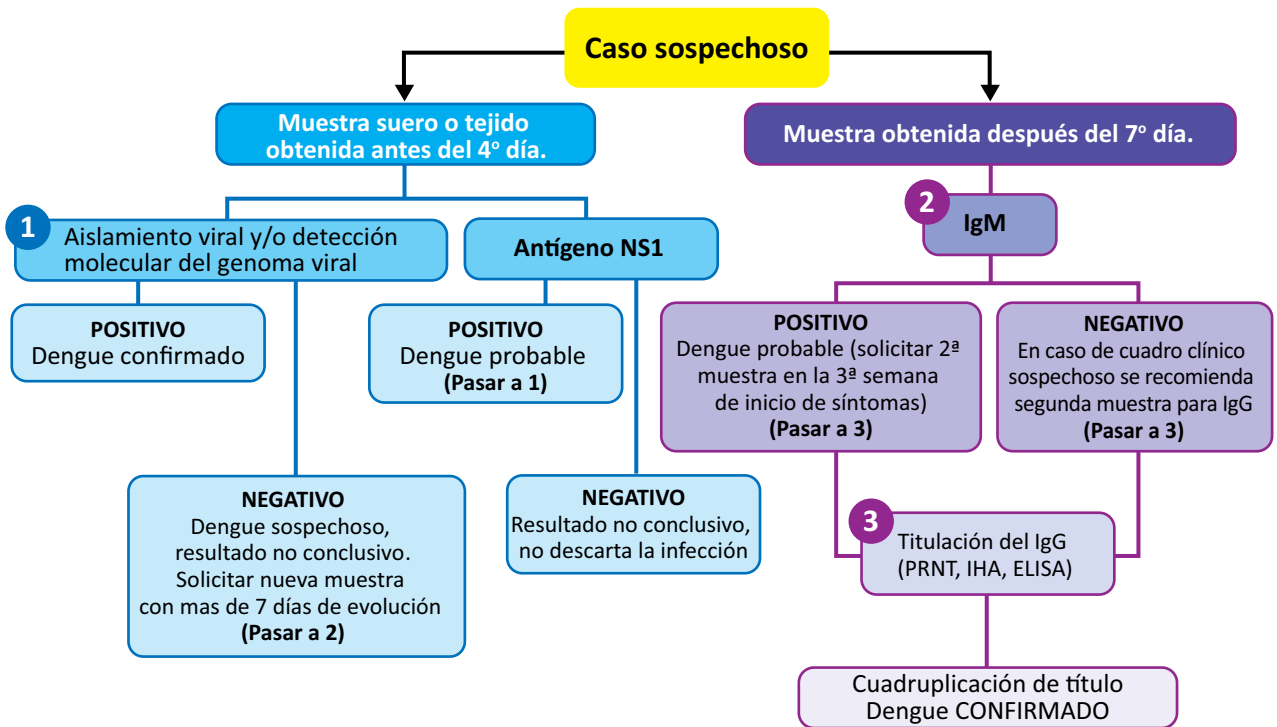 Caso sospechoso
Muestra suero o tejido
obtenida antes del 4º día.
Muestra obtenida después del 7º día.
1
Aislamiento viral y/o detección
molecular del genoma viral
Antígeno NS1
2
IgM
POSITIVO
Dengue confirmado
POSITIVO
Dengue probable
(Pasar a 1)
POSITIVO
Dengue probable (solicitar 2ª
muestra en la 3ª semana
de inicio de síntomas)
(Pasar a 3)
NEGATIVO
En caso de cuadro clínico
sospechoso se recomienda
segunda muestra para IgG
(Pasar a 3)
NEGATIVO
Dengue sospechoso,
resultado no conclusivo.
Solicitar nueva muestra
con mas de 7 días de evolución
(Pasar a 2)
NEGATIVO
Resultado no conclusivo,
no descarta la infección
3
Titulación del IgG
(PRNT, IHA, ELISA)
Cuadruplicación de título
Dengue CONFIRMADO